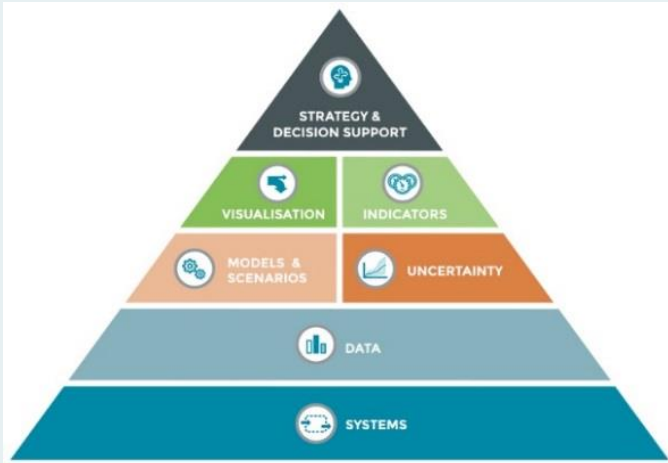 STRATEGY &
DECISION SUPPORT
VISUALISATION
INDICATORS
MODELS &
SCENARIOS
UNCERTAINTY
DATA
SYSTEMS